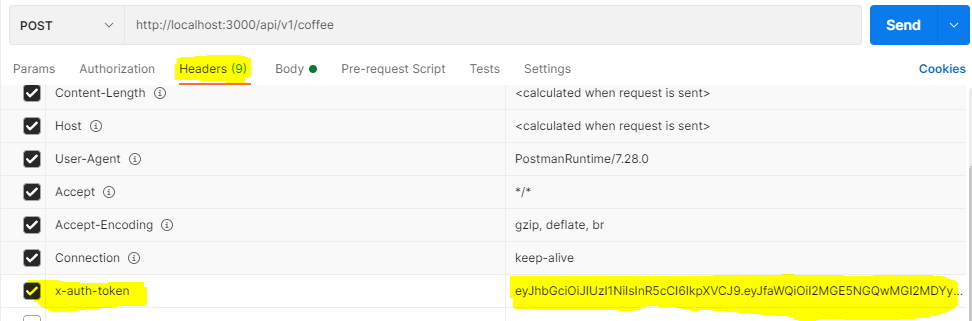 POST http://localhost:3000/api/v1/coffee Send
Params Authorization Headers (9) Body Pre-request Script Tests Settings Cookies
Content-Length <calculated when request is sent>
Host <calculated when request is sent>
User-Agent PostmanRuntime/7.28.0
Accept */*
Accept-Encoding gzip, deflate, br
Connection keep-alive
x-auth-token eyJhbGciOiJIUzI1NiIsInR5cCI6IkpXVCJ9.eyJfaWQiOiI2MGE5NGQwMGI2MDYy...